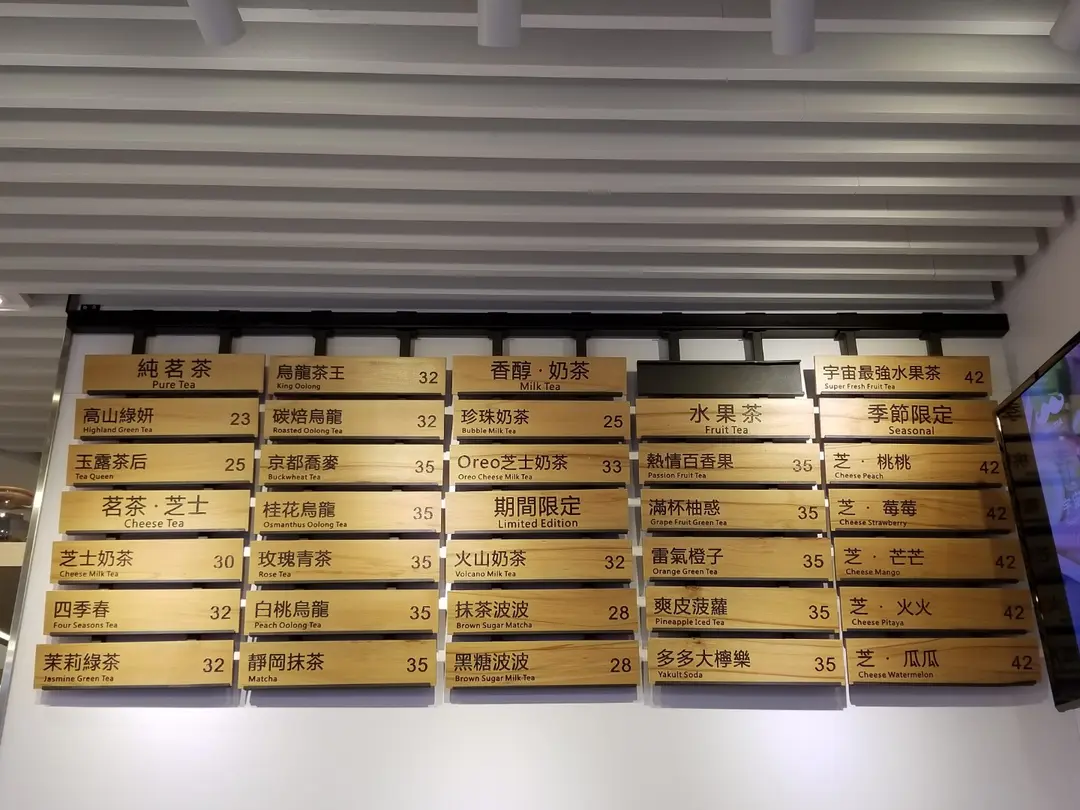 純茗茶
Pure Tea
高山綠妍 23
Highland Green Tea
玉露茶后 25
Tea Queen
茗茶·芝士
Cheese Tea
芝士奶茶 30
Cheese Milk Tea
四季春 32
Four Seasons Tea
茉莉綠茶 32
Jasmine Green Tea
烏龍茶王 32
King Oolong
碳焙烏龍 32
Roasted Oolong Tea
京都喬麥 35
Buckwheat Tea
桂花烏龍 35
Osmanthus Oolong Tea
玫瑰青茶 35
Rose Tea
白桃烏龍 35
Peach Oolong Tea
靜岡抹茶 35
Matcha
香醇·奶茶
Milk Tea
珍珠奶茶 25
Bubble Milk Tea
Oreo芝士奶茶 33
Oreo Cheese Milk Tea
期間限定
Limited Edition
火山奶茶 32
Volcano Milk Tea
抹茶波波 28
Brown Sugar Matcha
黑糖波波 28
Brown Sugar Milk Tea
水果茶
Fruit Tea
熱情百香果 35
Passion Fruit Tea
滿杯柚惑 35
Grape Fruit Green Tea
雷氣橙子 35
Orange Green Tea
爽皮菠蘿 35
Pineapple Iced Tea
多多大檸樂 35
Yakult Soda
宇宙最強水果茶 42
Super Fresh Fruit Tea
季節限定
Seasonal
芝·桃桃 42
Cheese Peach
芝·莓莓 42
Cheese Strawberry
芝·芒芒 42
Cheese Mango
芝·火火 42
Cheese Pitaya
芝·瓜瓜 42
Cheese Watermelon